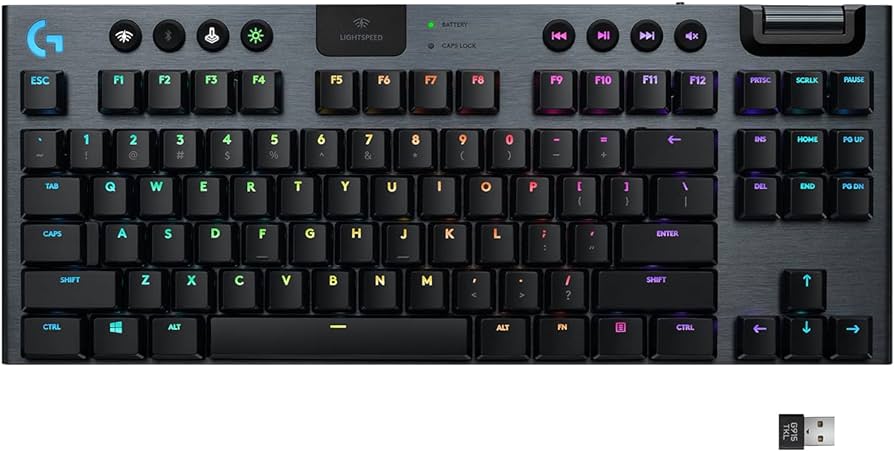 LIGHTSPEED
BATTERY
CAPS LOCK
ESC F1 F2 F3 F4 F5 F6 F7 F8 F9 F10 F11 F12 PRTSC SCRLK PAUSE
` 1 2 3 4 5 6 7 8 9 0 - = ← INS HOME PG UP
~ ! @ # $ % ^ & * ( ) _ +
TAB Q W E R T Y U I O P [ ] \ DEL END PG DN
{ } |
CAPS A S D F G H J K L ; ' ENTER
: "
SHIFT Z X C V B N M , . / SHIFT ↑
< > ?
CTRL ALT ALT FN CTRL ← ↓ →
G915
TKL